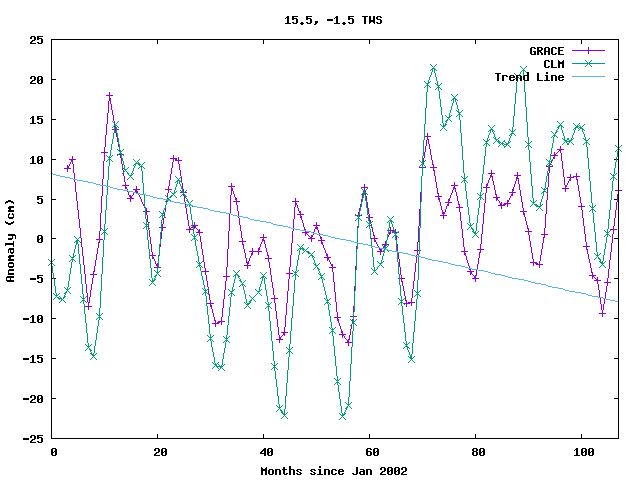 15.5, -1.5 TWS
GRACE
CLM
Trend Line
25
20
15
10
5
0
-5
-10
-15
-20
-25
Anomaly (cm)
0 20 40 60 80 100
Months since Jan 2002